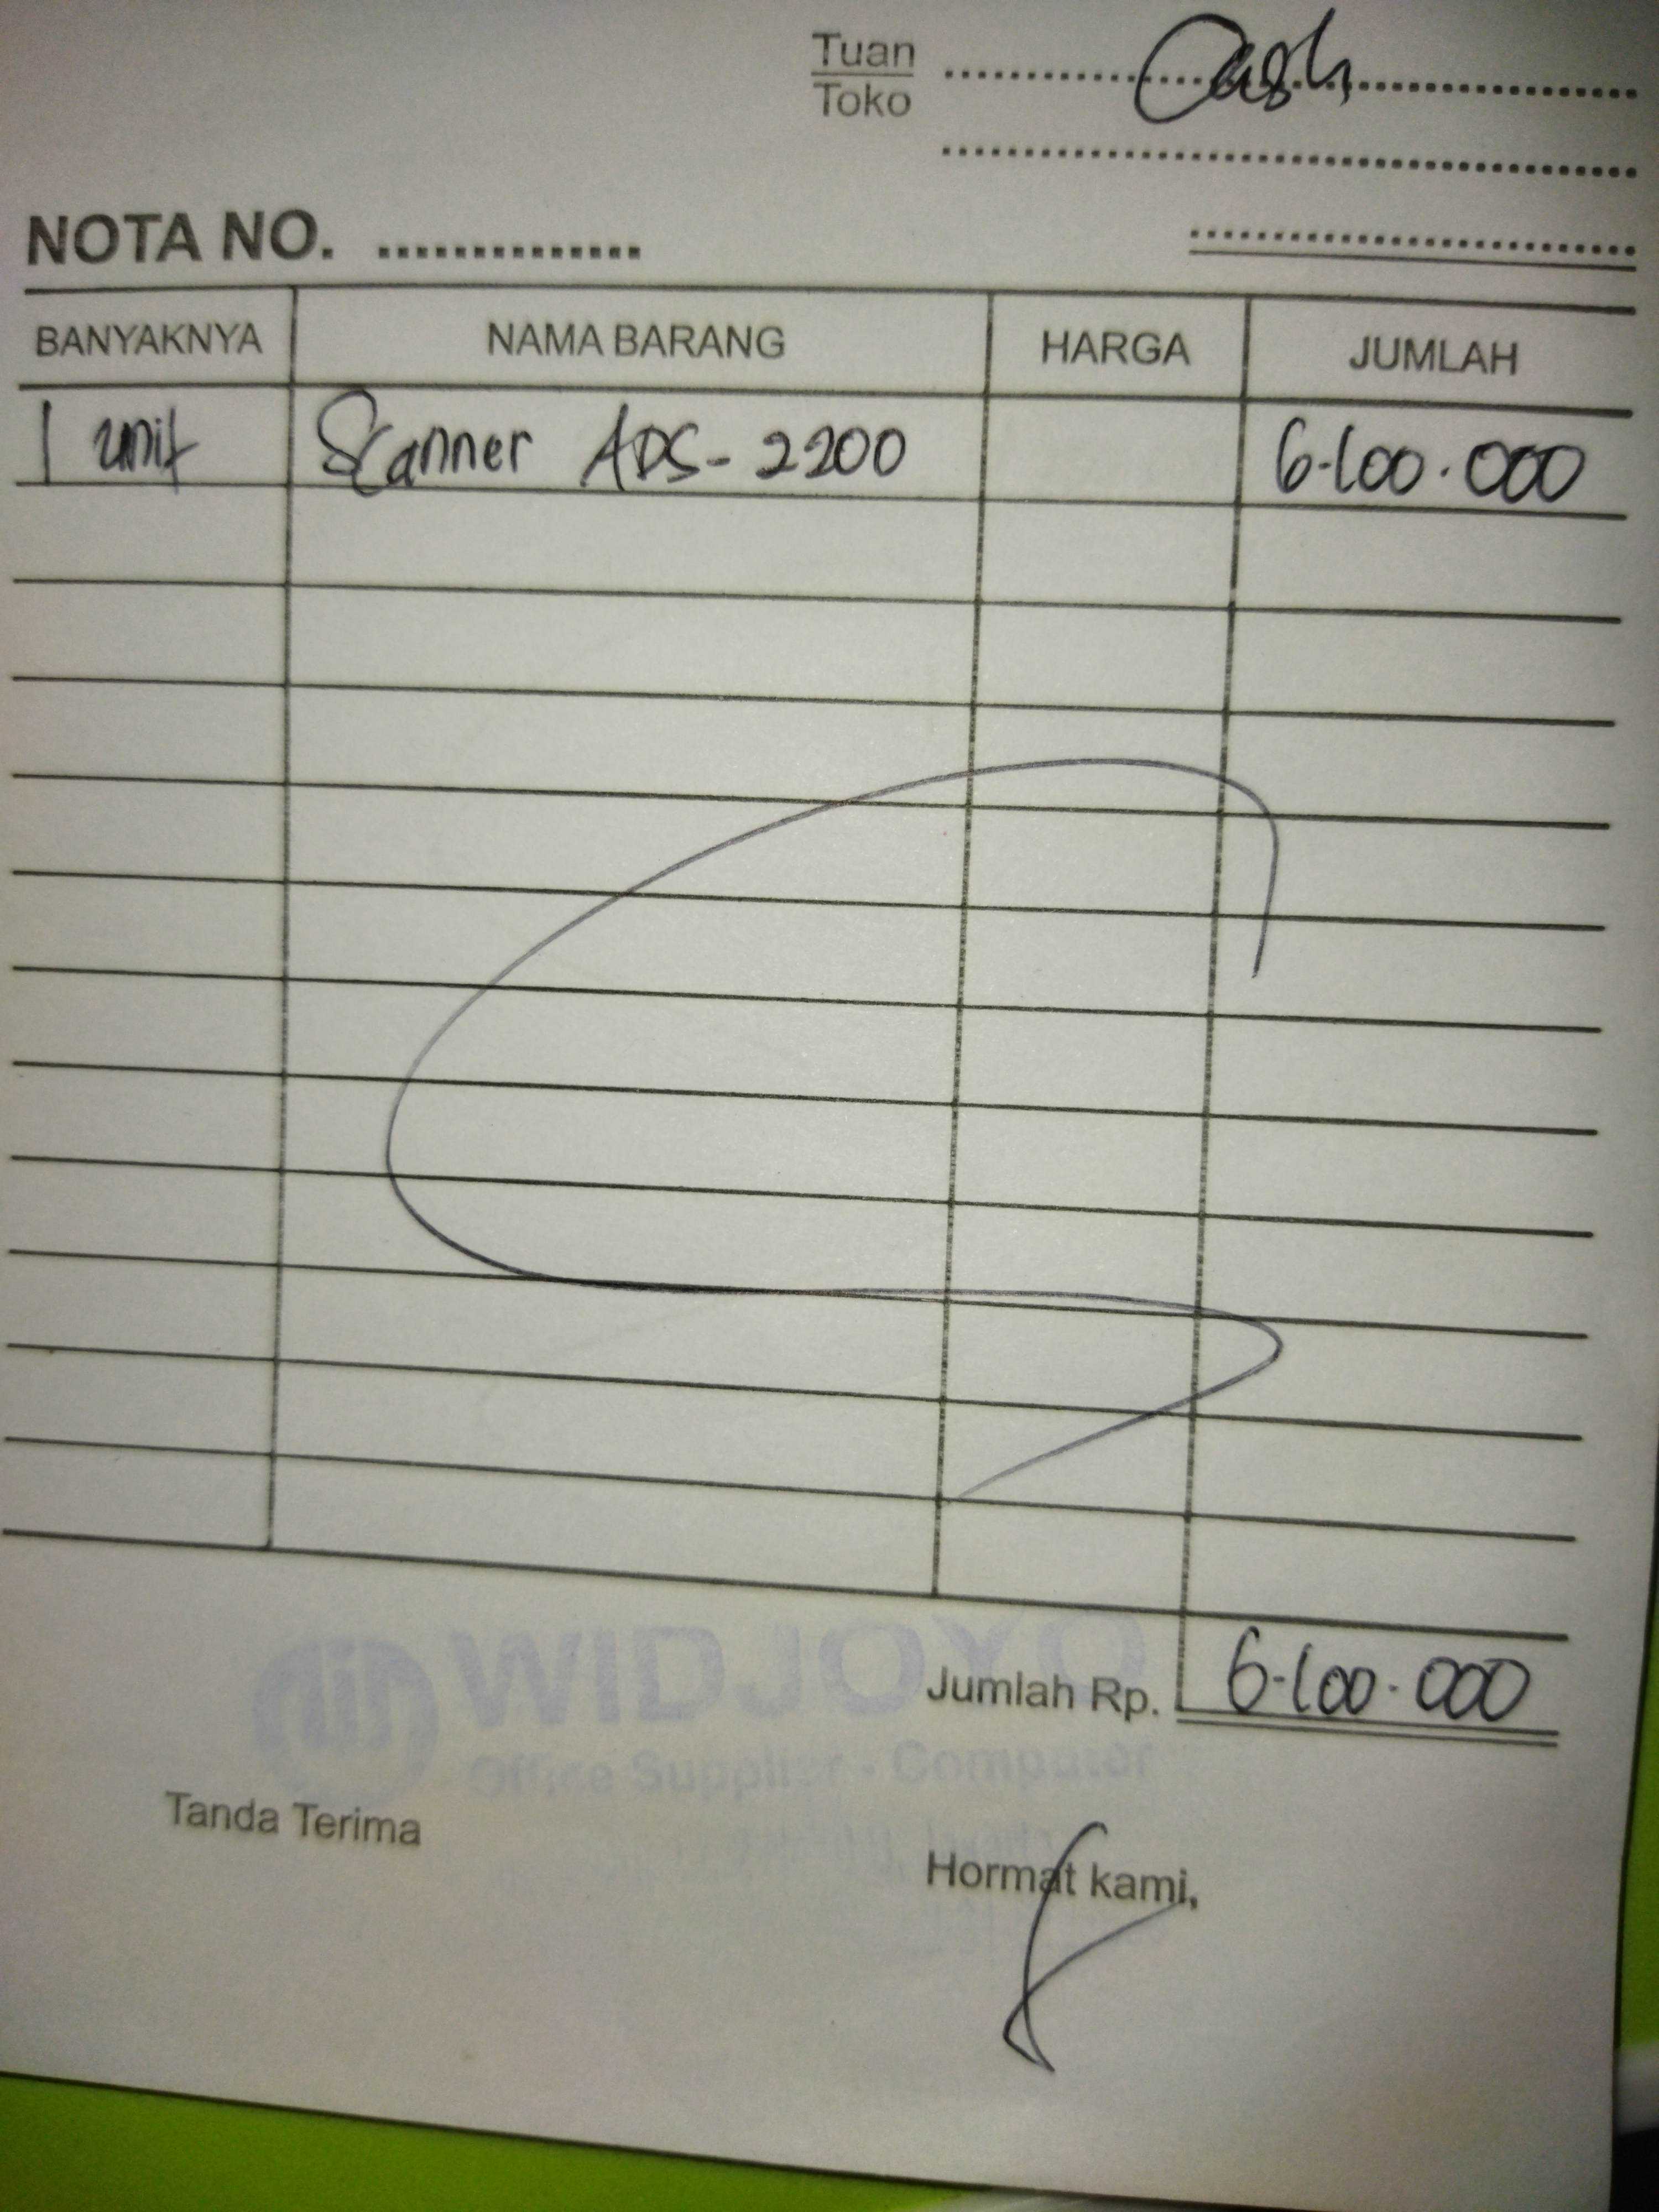 Tuan Cash
Toko
NOTA NO.
BANYAKNYA NAMA BARANG HARGA JUMLAH
1 unit Scanner ADS-2200 6.100.000
WIDJOYO
Jumlah Rp. 6.100.000
Office Supplier - Computer
Tanda Terima
Hormat kami,